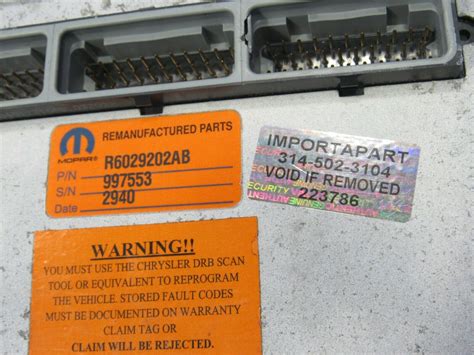 MOPAR®
REMANUFACTURED PARTS
R6029202AB
P/N 997553
S/N 2940
Date
IMPORTAPART
314-502-3104
VOID IF REMOVED
223786
WARNING!!
YOU MUST USE THE CHRYSLER DRB SCAN
TOOL OR EQUIVALENT TO REPROGRAM
THE VEHICLE. STORED FAULT CODES
MUST BE DOCUMENTED ON WARRANTY
CLAIM TAG OR
CLAIM WILL BE REJECTED.